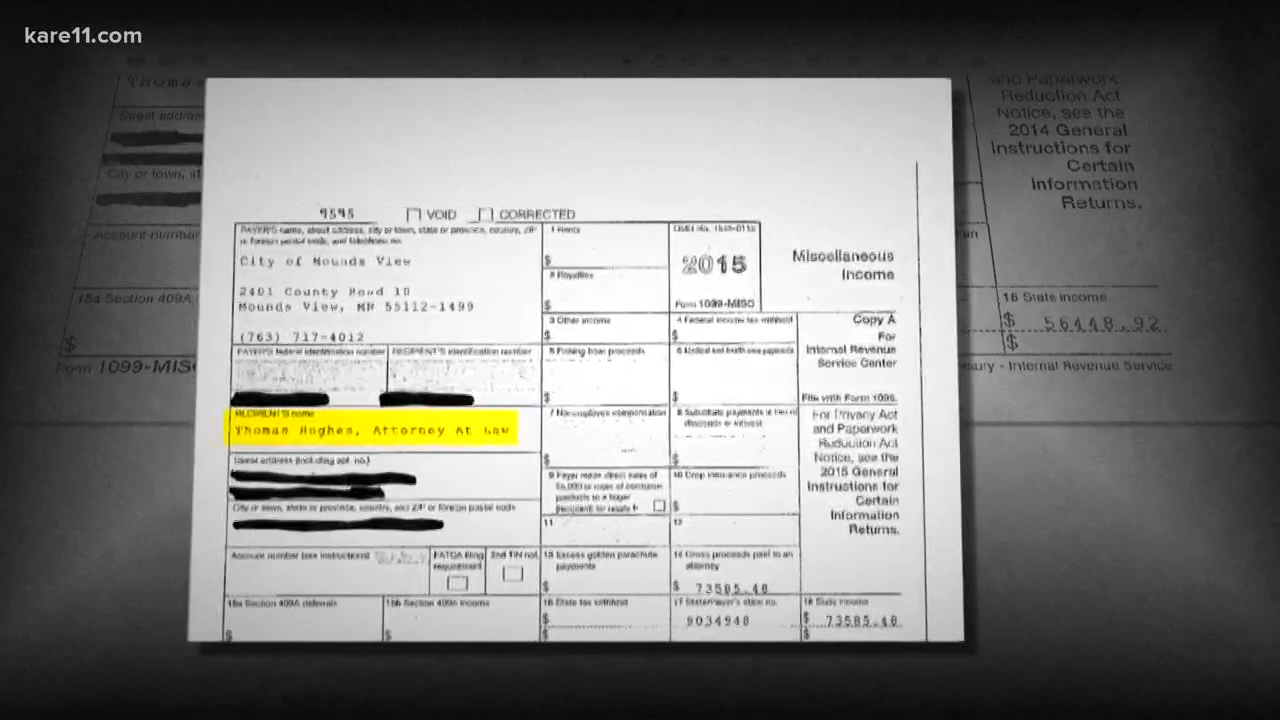 kare11.com
Thomas
Street address
City or town, st
Account number
15a Section 409A
$
Form 1099-MISC
and Paperwork
Reduction Act
Notice, see the
2014 General
Instructions for
Certain
Information
Returns.
18 State income
$ 56448.92
$
- Internal Revenue Service
9595 VOID CORRECTED
PAYER'S name, street address, city or town, state or province, country, ZIP
or foreign postal code, and telephone no.
City of Mounds View
2401 County Road 10
Mounds View, MN 55112-1499
(763) 717-4012
PAYER'S federal identification number
RECIPIENT'S identification number
RECIPIENT'S name
Thomas Hughes, Attorney At Law
Street address (including apt. no.)
City or town, state or province, country, and ZIP or foreign postal code
Account number (see instructions)
FATCA filing
requirement
2nd TIN not.
15a Section 409A deferrals
$
15b Section 409A income
$
1 Rents
$
2 Royalties
$
3 Other income
$
5 Fishing boat proceeds
$
7 Nonemployee compensation
$
9 Payer made direct sales of
$5,000 or more of consumer
products to a buyer
(recipient) for resale
11
13 Excess golden parachute
payments
$
16 State tax withheld
$
$
OMB No. 1545-0115
2015
Form 1099-MISC
4 Federal income tax withheld
$
6 Medical and health care payments
$
8 Substitute payments in lieu of
dividends or interest
$
10 Crop insurance proceeds
$
12
14 Gross proceeds paid to an
attorney
$ 73585.48
17 State/Payer's state no.
9034948
Miscellaneous
Income
Copy A
For
Internal Revenue
Service Center
File with Form 1096.
For Privacy Act
and Paperwork
Reduction Act
Notice, see the
2015 General
Instructions for
Certain
Information
Returns.
18 State income
$ 73585.48
$